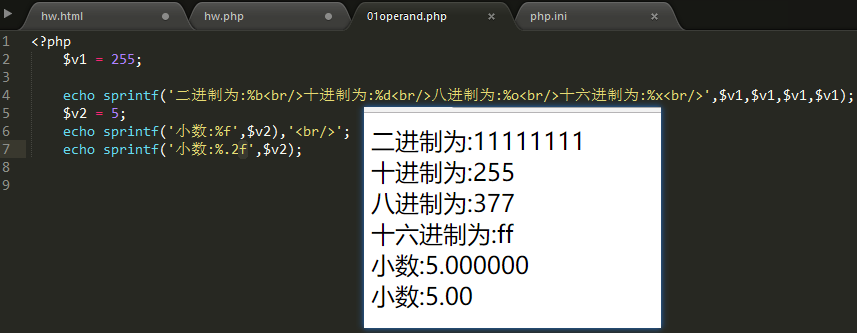 hw.html
hw.php
01operand.php
php.ini
1 <?php
2 $v1 = 255;
3
4 echo sprintf('二进制为:%b<br/>十进制为:%d<br/>八进制为:%o<br/>十六进制为:%x<br/>',$v1,$v1,$v1,$v1);
5 $v2 = 5;
6 echo sprintf('小数:%f',$v2),'<br/>';
7 echo sprintf('小数:%.2f',$v2);
8
9
二进制为:11111111
十进制为:255
八进制为:377
十六进制为:ff
小数:5.000000
小数:5.00